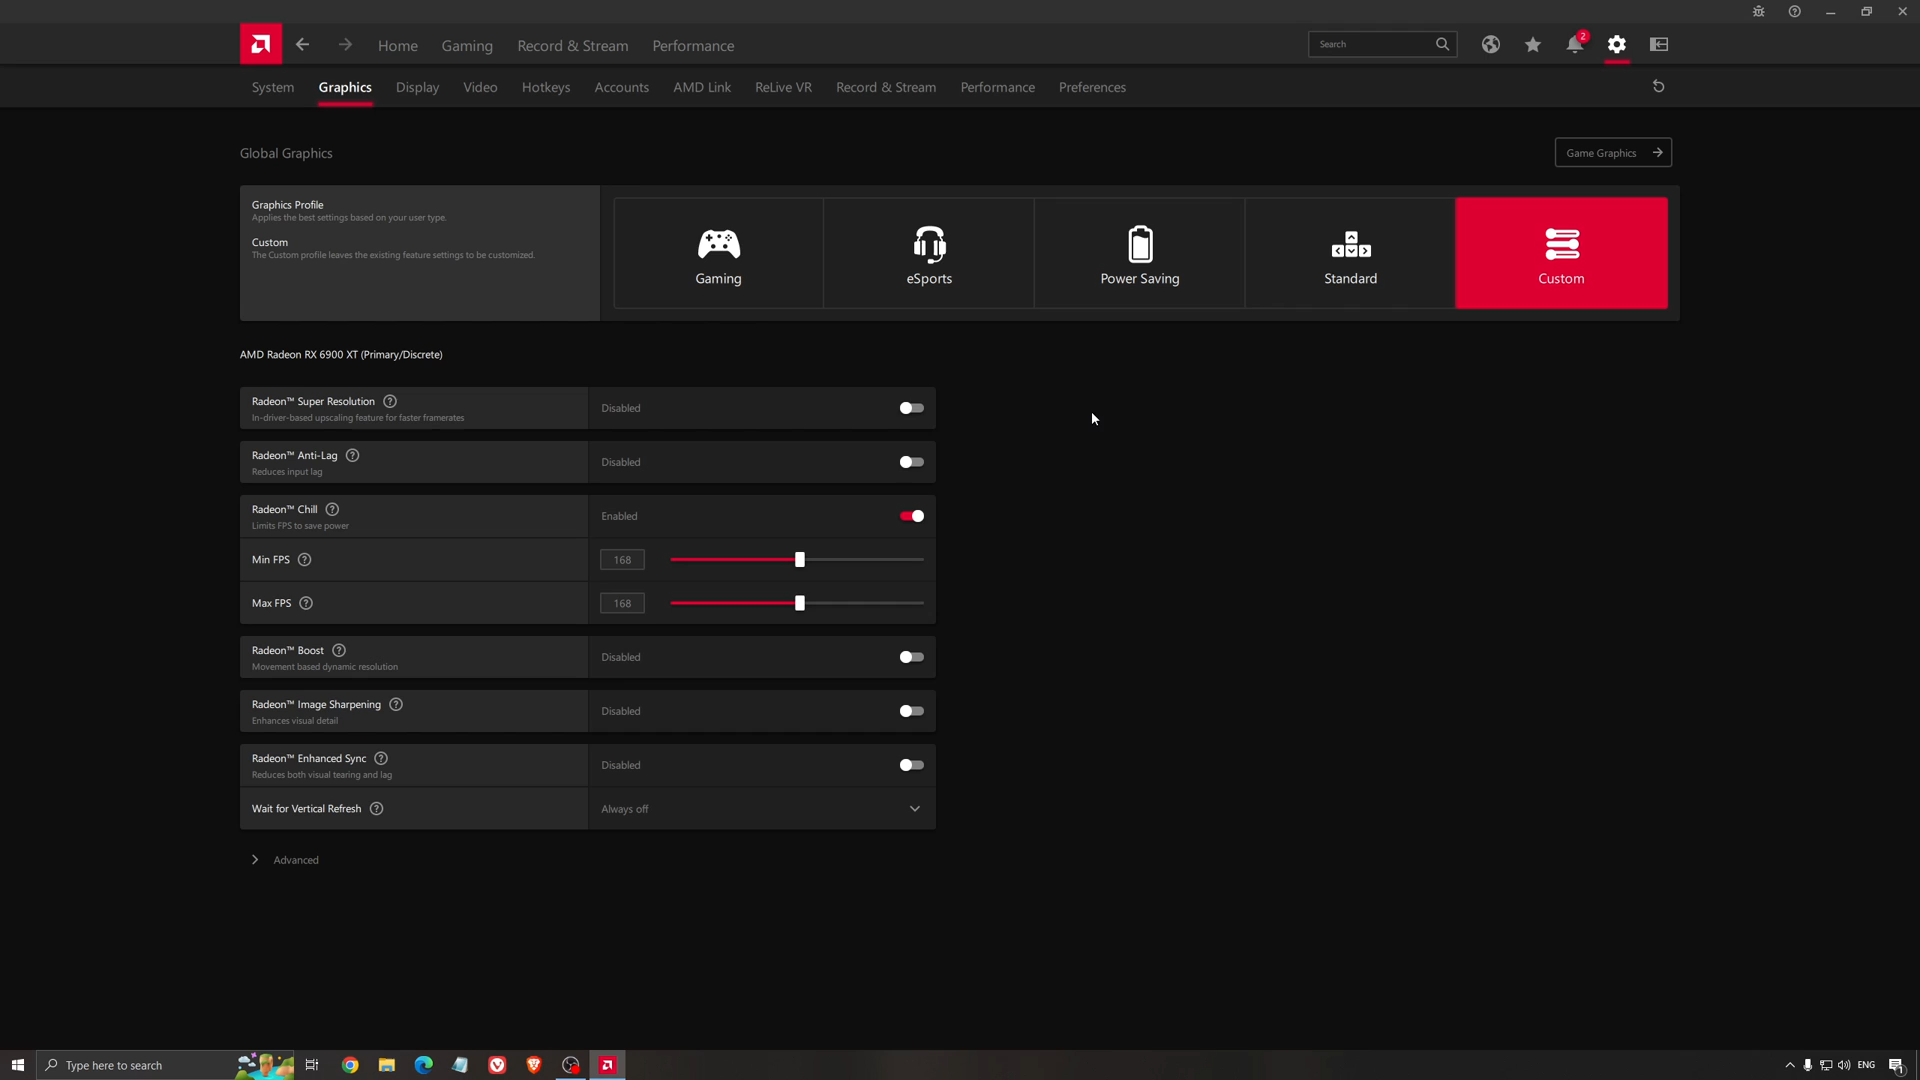 Home
Gaming
Record & Stream
Performance
Search
2
System
Graphics
Display
Video
Hotkeys
Accounts
AMD Link
ReLive VR
Record & Stream
Performance
Preferences
Global Graphics
Game Graphics
Graphics Profile
Applies the best settings based on your user type.
Custom
The Custom profile leaves the existing feature settings to be customized.
Gaming
eSports
Power Saving
Standard
Custom
AMD Radeon RX 6900 XT (Primary/Discrete)
Radeon™ Super Resolution
In-driver-based upscaling feature for faster framerates
Disabled
Radeon™ Anti-Lag
Reduces input lag
Disabled
Radeon™ Chill
Limits FPS to save power
Enabled
Min FPS
168
Max FPS
168
Radeon™ Boost
Movement based dynamic resolution
Disabled
Radeon™ Image Sharpening
Enhances visual detail
Disabled
Radeon™ Enhanced Sync
Reduces both visual tearing and lag
Disabled
Wait for Vertical Refresh
Always off
Advanced
Type here to search
ENG
1